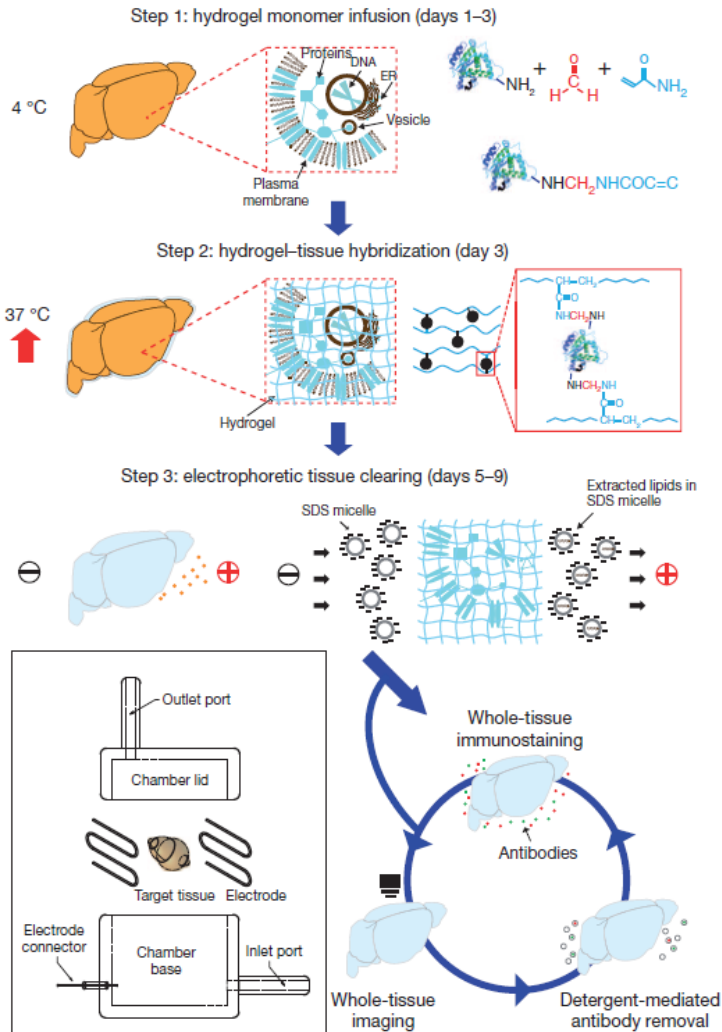 Step 1: hydrogel monomer infusion (days 1–3)
4 °C
Proteins
DNA
ER
Vesicle
Plasma
membrane
NH2
+
O
H
H
+
O
NH2
NHCH2NHCOC=C
Step 2: hydrogel–tissue hybridization (day 3)
37 °C
Hydrogel
CH–CH2
C=O
NHCH2NH
NHCH2NH
C=O
CH–CH2
Step 3: electrophoretic tissue clearing (days 5–9)
SDS micelle
Extracted lipids in
SDS micelle
Outlet port
Chamber lid
Target tissue
Electrode
Electrode
connector
Chamber
base
Inlet port
Whole-tissue
immunostaining
Antibodies
Whole-tissue
imaging
Detergent-mediated
antibody removal